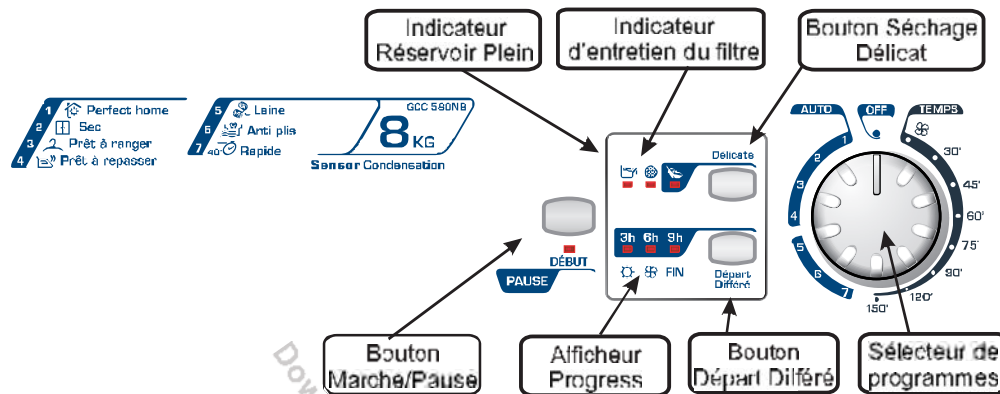 Indicateur
Réservoir Plein
Indicateur
d'entretien du filtre
Bouton Séchage
Délicat
1 Perfect home
2 Sec
3 Prêt à ranger
4 Prêt à repasser
5 Laine
6 Anti plis
7 40' Rapide
GCC 580NB
8 KG
Sensor Condensation
DÉBUT
PAUSE
Délicate
3h 6h 9h
FIN
Départ
Différé
AUTO OFF TEMPS
1
2
3
4
5
6
7
30'
45'
60'
75'
90'
120'
150'
Bouton
Marche/Pause
Afficheur
Progress
Bouton
Départ Différé
Sélecteur de
programmes